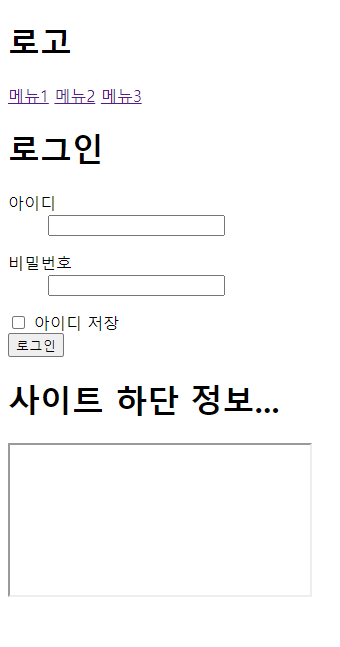 로고
메뉴1 메뉴2 메뉴3
로그인
아이디
비밀번호
아이디 저장
로그인
사이트 하단 정보...